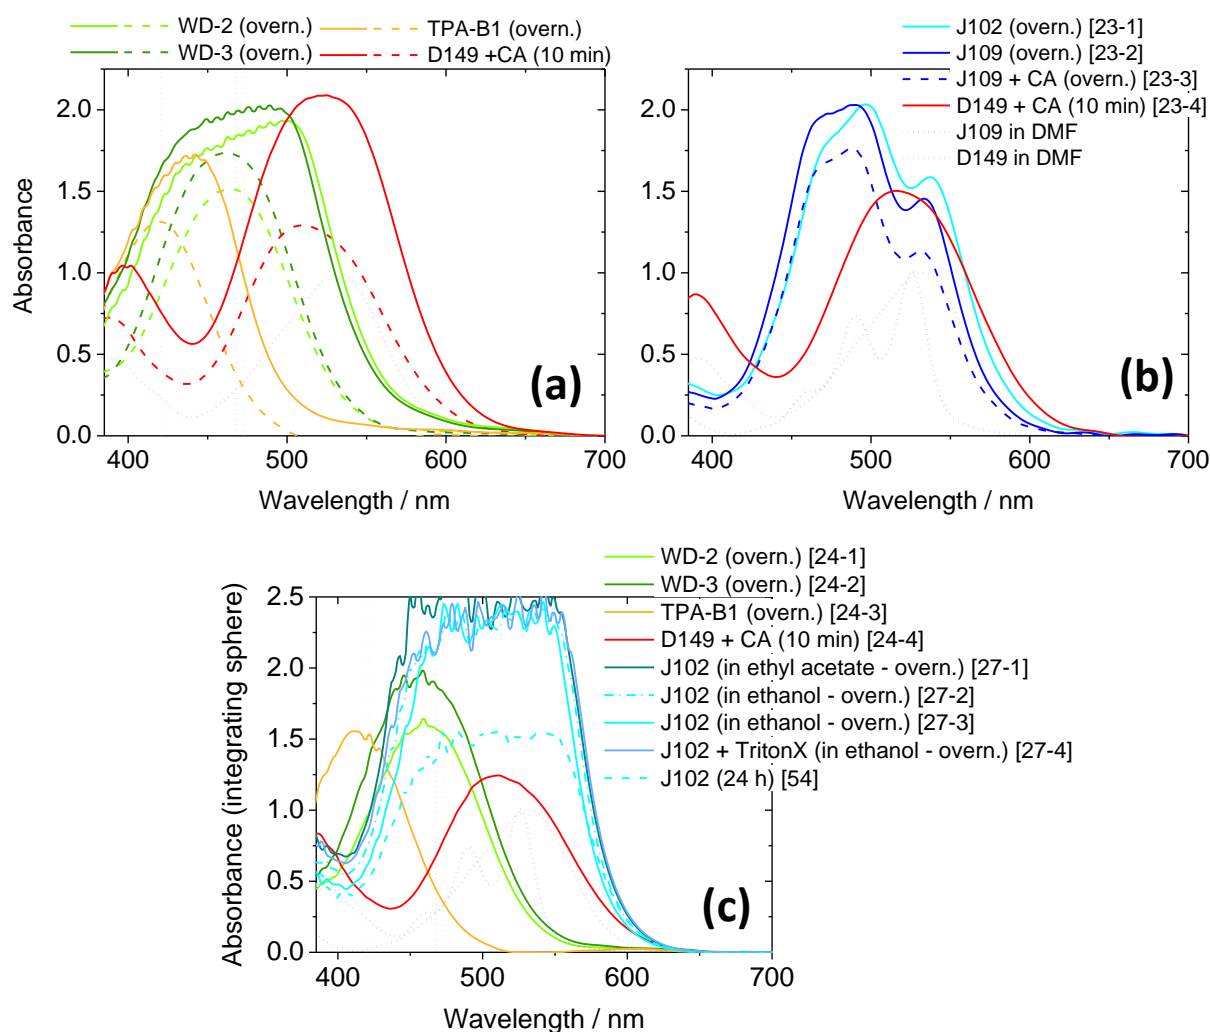 WD-2 (overn.) TPA-B1 (overn.)
WD-3 (overn.) D149 +CA (10 min)
2.0
1.5
1.0
0.5
0.0
Absorbance
400 500 600 700
Wavelength / nm
(a)
J102 (overn.) [23-1]
J109 (overn.) [23-2]
J109 + CA (overn.) [23-3]
D149 + CA (10 min) [23-4]
J109 in DMF
D149 in DMF
2.0
1.5
1.0
0.5
0.0
400 500 600 700
Wavelength / nm
(b)
WD-2 (overn.) [24-1]
WD-3 (overn.) [24-2]
TPA-B1 (overn.) [24-3]
D149 + CA (10 min) [24-4]
J102 (in ethyl acetate - overn.) [27-1]
J102 (in ethanol - overn.) [27-2]
J102 (in ethanol - overn.) [27-3]
J102 + TritonX (in ethanol - overn.) [27-4]
J102 (24 h) [54]
2.5
2.0
1.5
1.0
0.5
0.0
Absorbance (integrating sphere)
400 500 600 700
Wavelength / nm
(c)